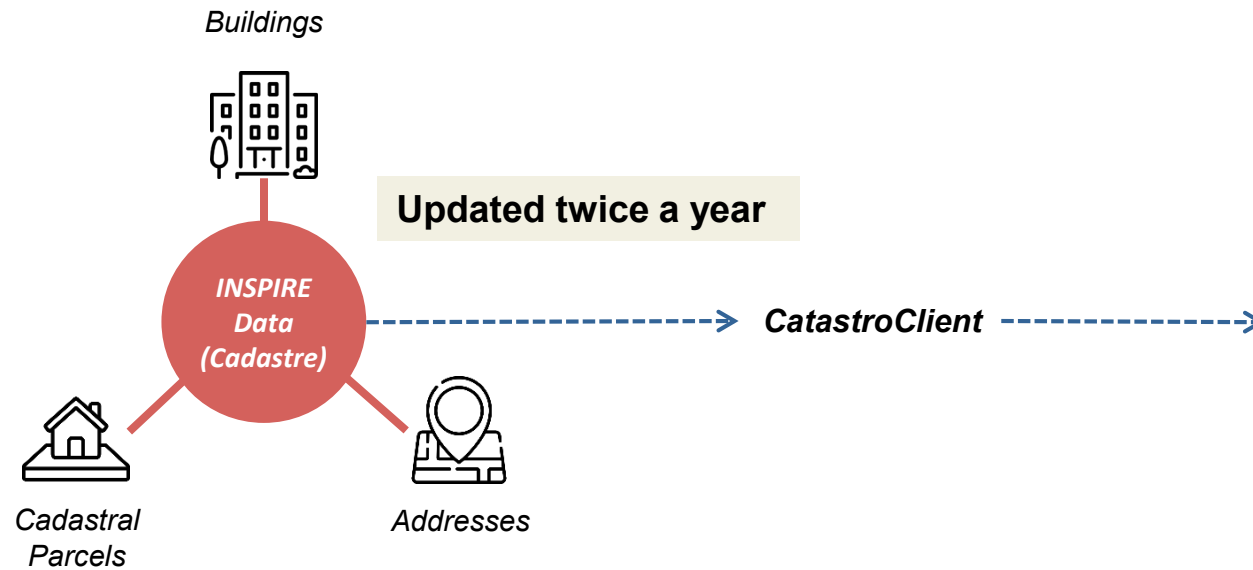 Buildings
Updated twice a year
INSPIRE
Data
(Cadastre)
CatastroClient
Cadastral
Parcels
Addresses